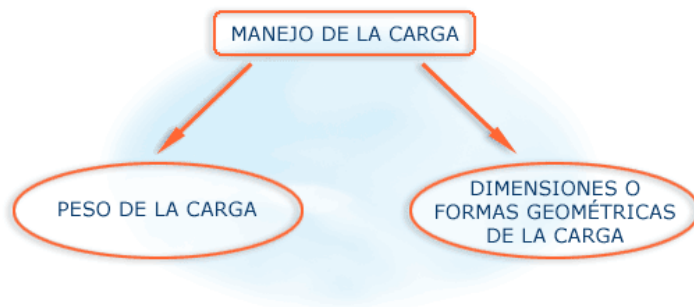 MANEJO DE LA CARGA
PESO DE LA CARGA
DIMENSIONES O
FORMAS GEOMÉTRICAS
DE LA CARGA